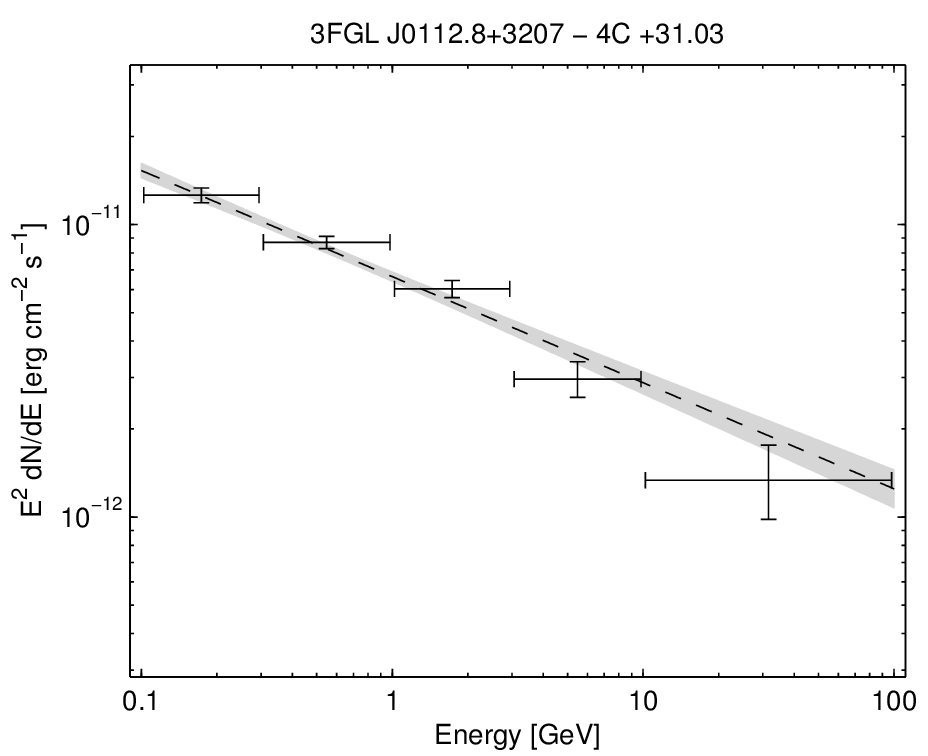 3FGL J0112.8+3207 − 4C +31.03
E² dN/dE [erg cm⁻² s⁻¹]
10⁻¹¹
10⁻¹²
0.1 1 10 100
Energy [GeV]